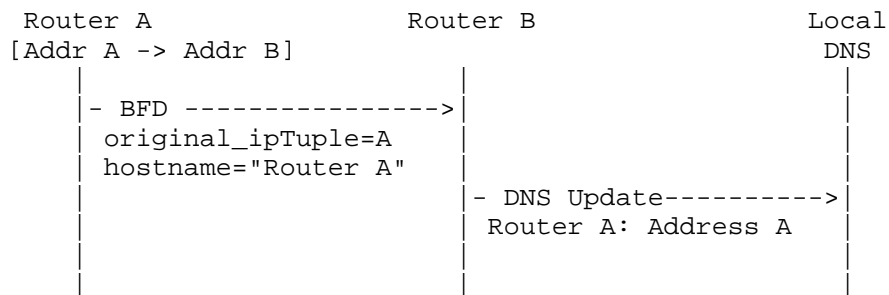 Router A Router B Local
[Addr A -> Addr B] DNS
|- BFD ---------------->|
original_ipTuple=A
hostname="Router A"
|- DNS Update---------->|
Router A: Address A